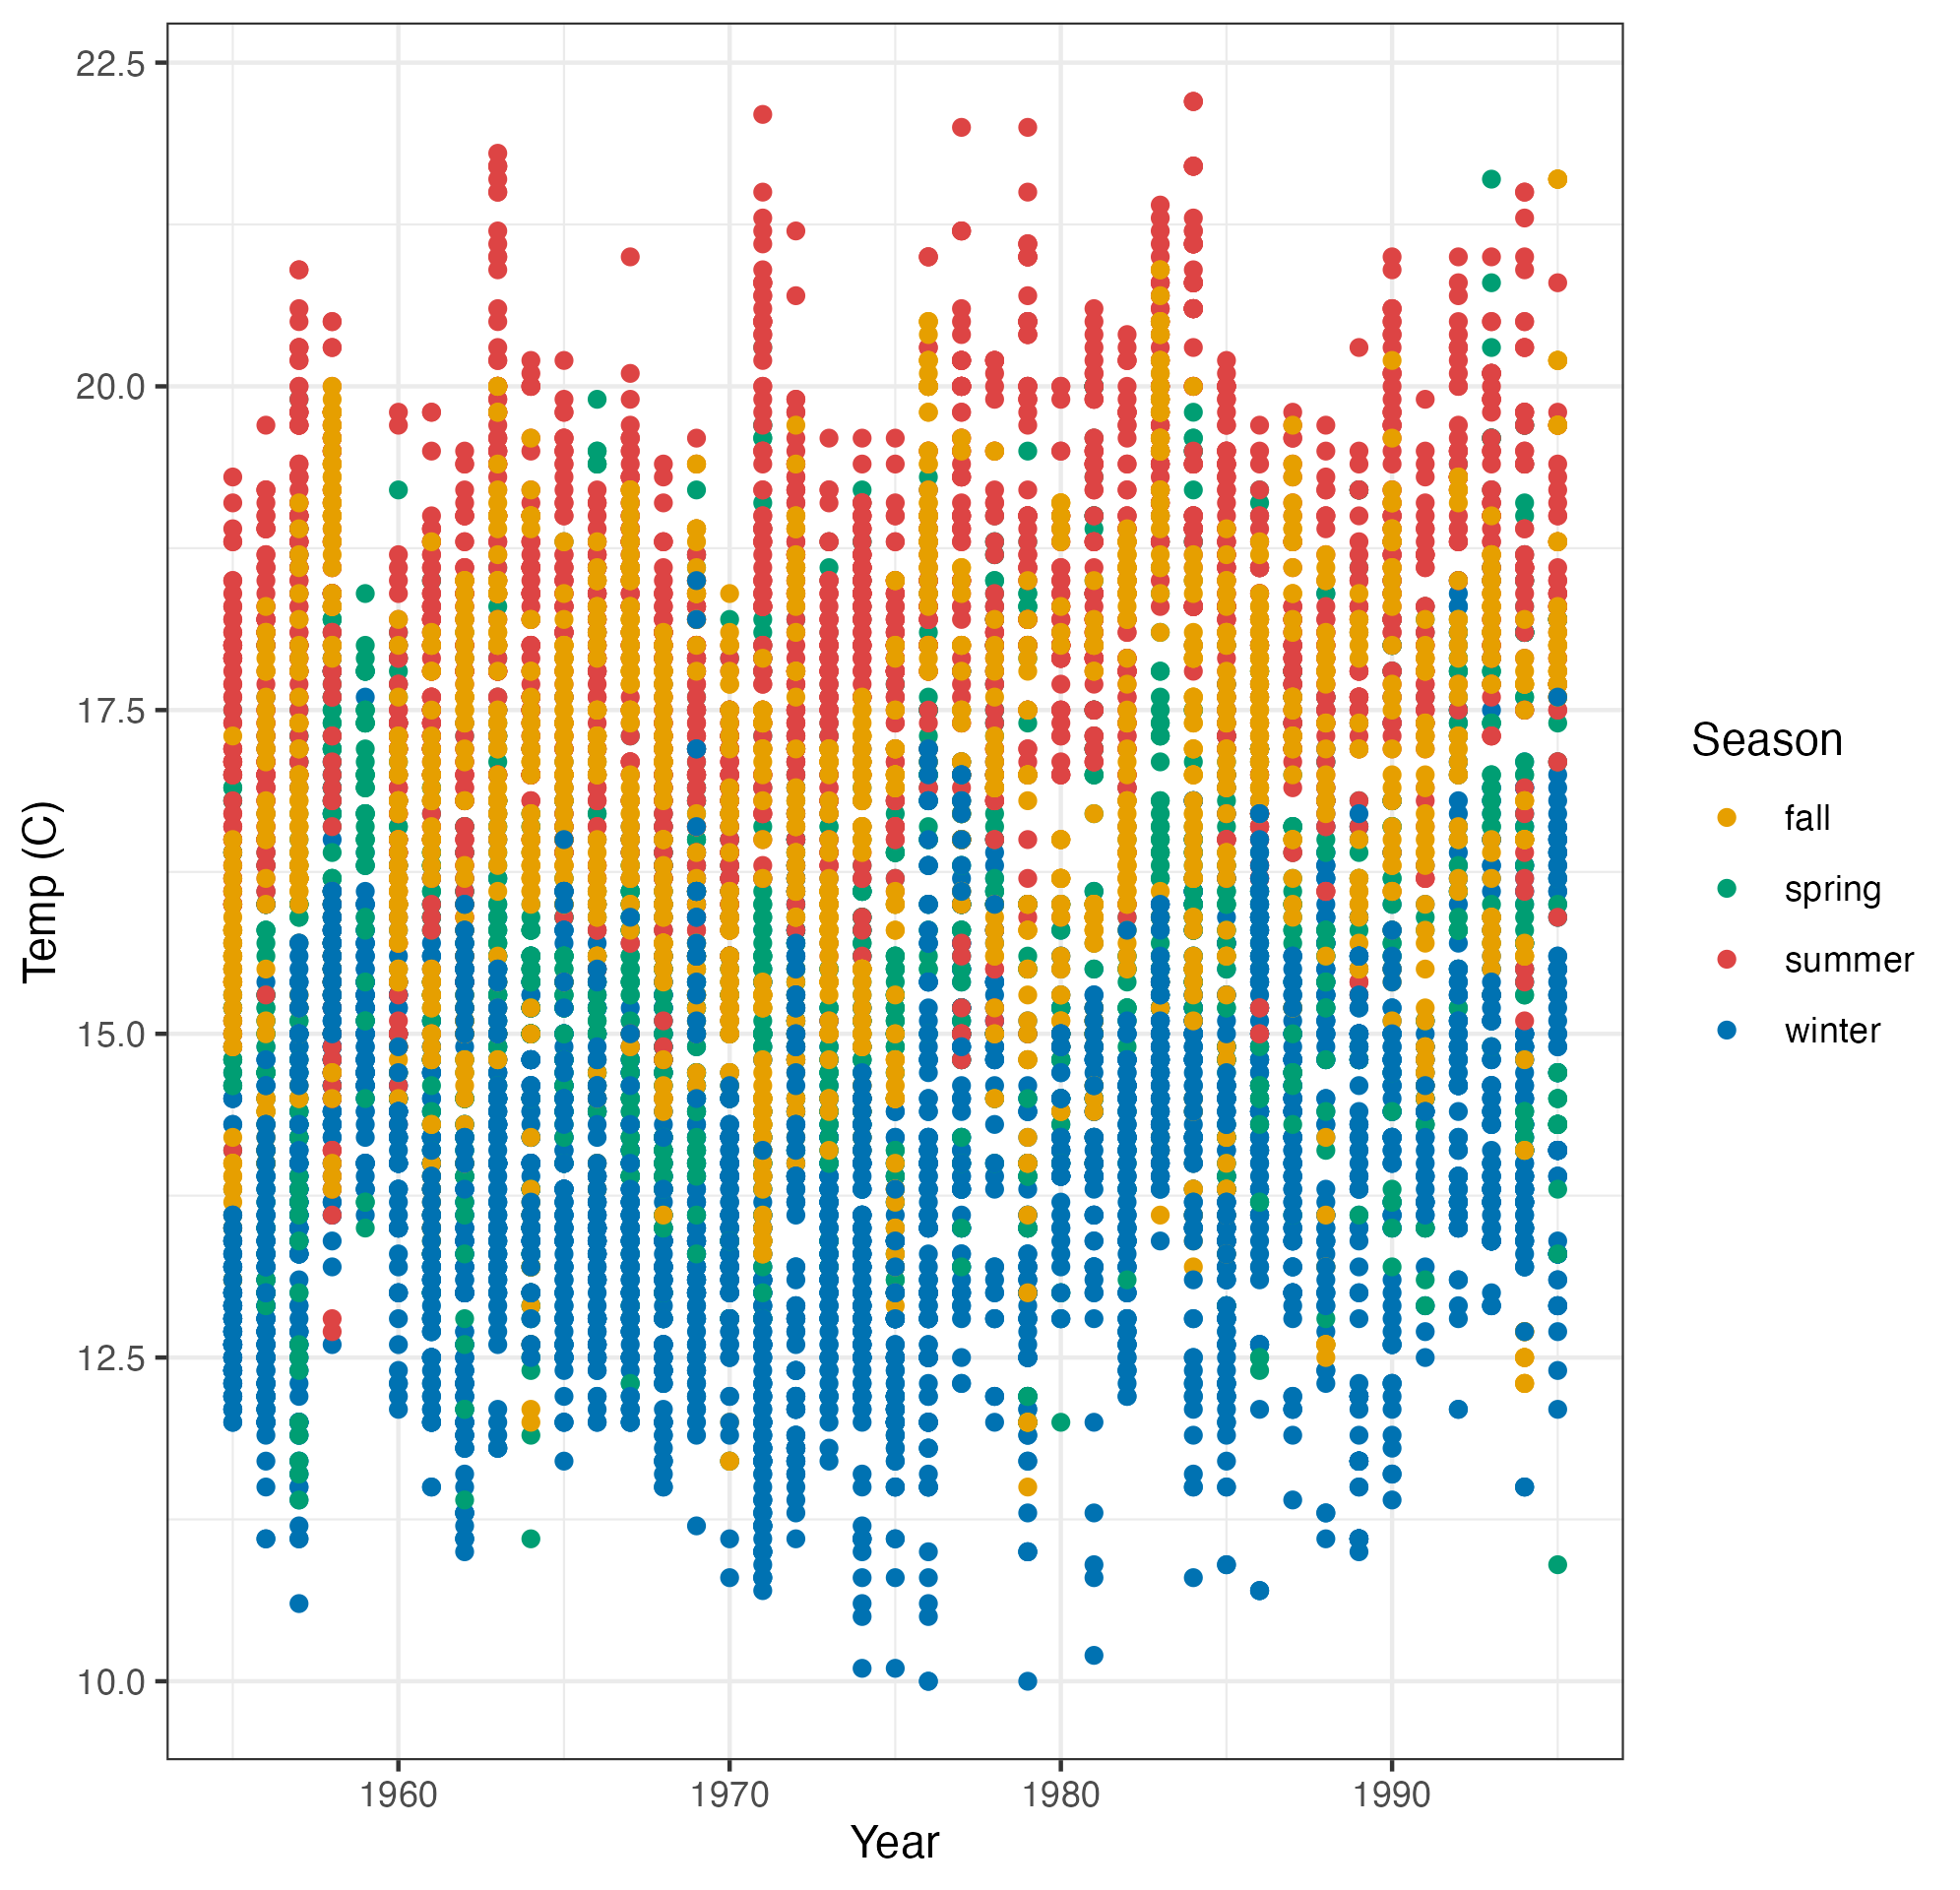 22.5
20.0
17.5
15.0
12.5
10.0
Temp (C)
1960 1970 1980 1990
Year
Season
fall
spring
summer
winter